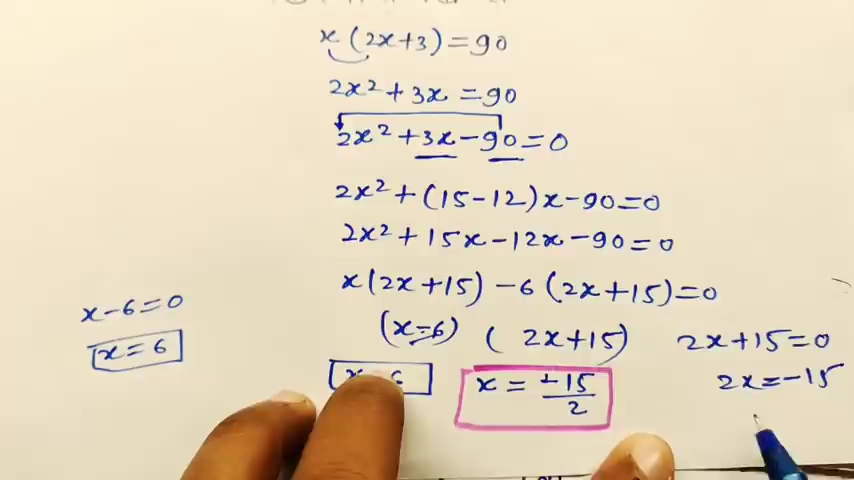 x(2x+3)=90
2x²+3x=90
2x²+3x-90=0
2x²+(15-12)x-90=0
2x²+15x-12x-90=0
x(2x+15)-6(2x+15)=0
x-6=0
x=6
(x=6) (2x+15) 2x+15=0
x = +15/2
2x=-15